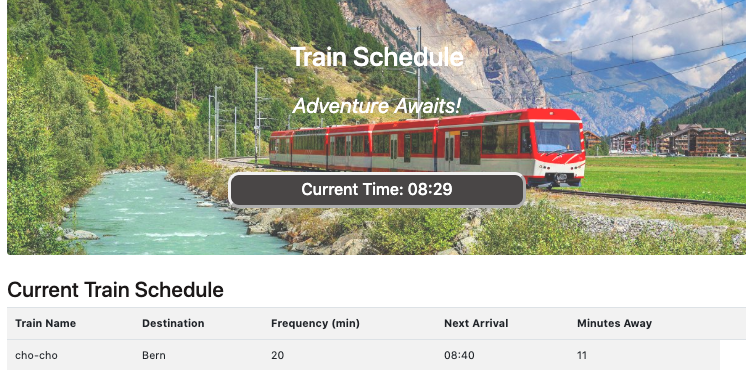 Train Schedule
Adventure Awaits!
Current Time: 08:29
Current Train Schedule
Train Name Destination Frequency (min) Next Arrival Minutes Away
cho-cho Bern 20 08:40 11